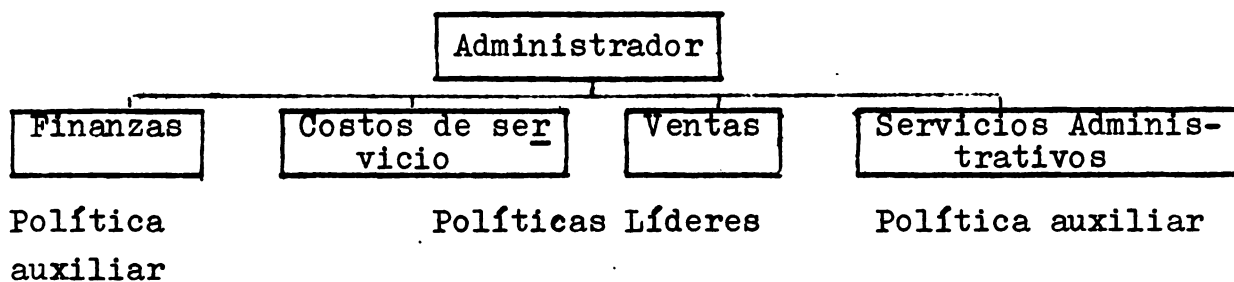 Administrador
Finanzas
Costos de ser
vicio
Ventas
Servicios Adminis-
trativos
Política
auxiliar
Políticas Líderes
Política auxiliar